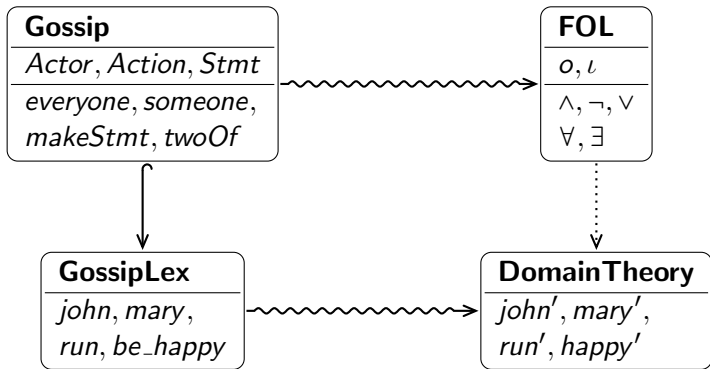 Gossip
Actor, Action, Stmt
everyone, someone,
makeStmt, twoOf
FOL
o, ι
∧, ¬, ∨
∀, ∃
GossipLex
john, mary,
run, be_happy
DomainTheory
john′, mary′,
run′, happy′